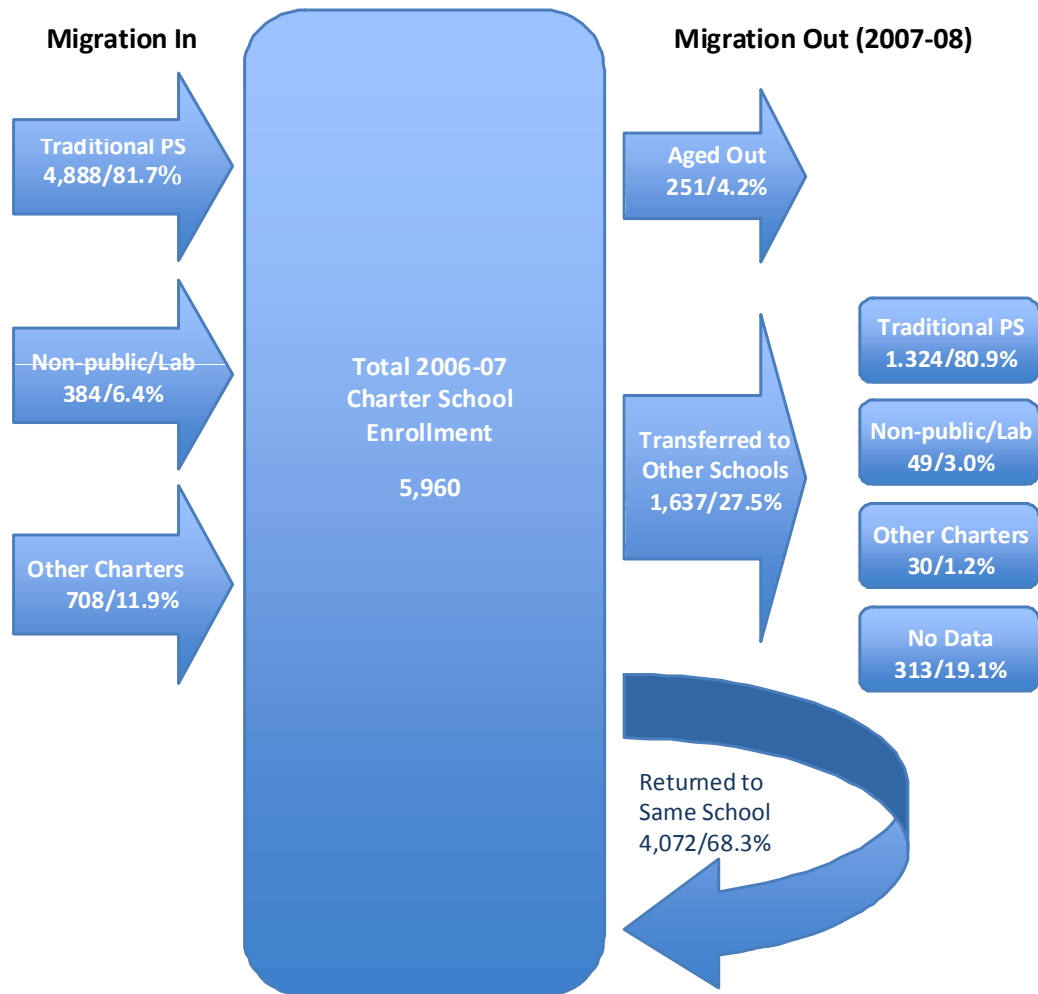 Migration In
Migration Out (2007-08)
Traditional PS
4,888/81.7%
Non-public/Lab
384/6.4%
Other Charters
708/11.9%
Total 2006-07
Charter School
Enrollment
5,960
Aged Out
251/4.2%
Transferred to
Other Schools
1,637/27.5%
Traditional PS
1.324/80.9%
Non-public/Lab
49/3.0%
Other Charters
30/1.2%
No Data
313/19.1%
Returned to
Same School
4,072/68.3%